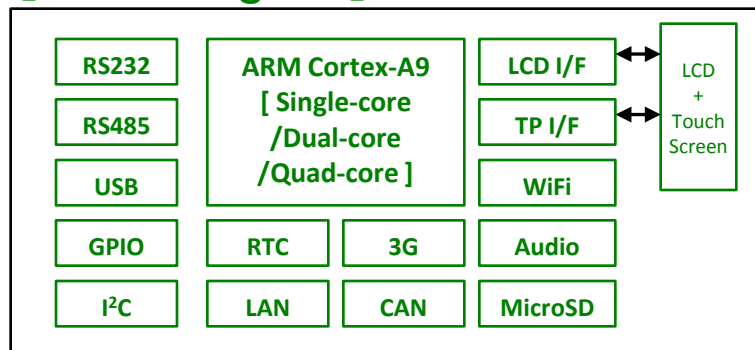 RS232
RS485
USB
GPIO
I²C
ARM Cortex-A9
[ Single-core
/Dual-core
/Quad-core ]
RTC
3G
LAN
CAN
LCD I/F
TP I/F
WiFi
Audio
MicroSD
LCD
+
Touch
Screen